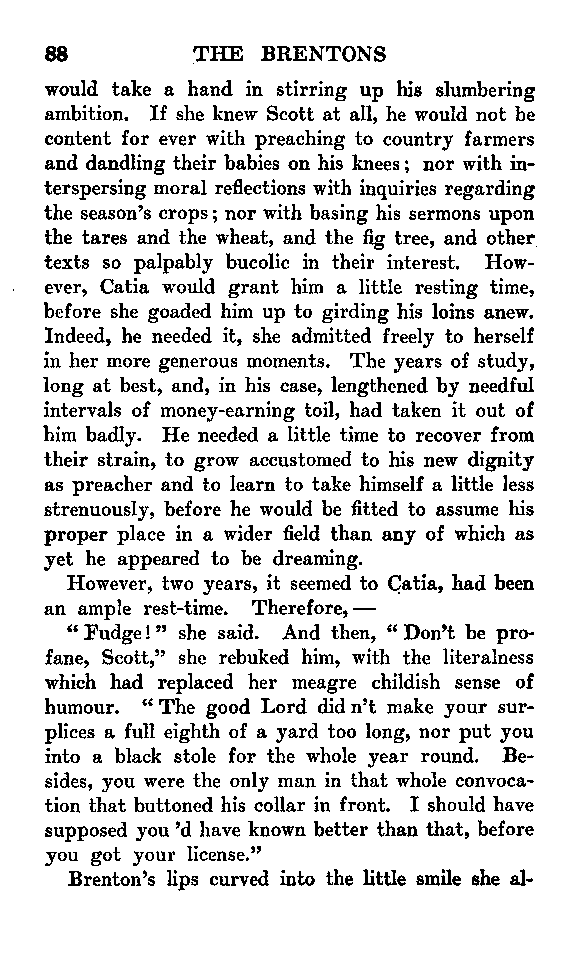 88 THE BRENTONS
would take a hand in stirring up his slumbering
ambition. If she knew Scott at all, he would not be
content for ever with preaching to country farmers
and dandling their babies on his knees; nor with in-
terspersing moral reflections with inquiries regarding
the season's crops; nor with basing his sermons upon
the tares and the wheat, and the fig tree, and other
texts so palpably bucolic in their interest. How-
ever, Catia would grant him a little resting time,
before she goaded him up to girding his loins anew.
Indeed, he needed it, she admitted freely to herself
in her more generous moments. The years of study,
long at best, and, in his case, lengthened by needful
intervals of money-earning toil, had taken it out of
him badly. He needed a little time to recover from
their strain, to grow accustomed to his new dignity
as preacher and to learn to take himself a little less
strenuously, before he would be fitted to assume his
proper place in a wider field than any of which as
yet he appeared to be dreaming.
However, two years, it seemed to Catia, had been
an ample rest-time. Therefore, —
"Fudge!" she said. And then, "Don't be pro-
fane, Scott," she rebuked him, with the literalness
which had replaced her meagre childish sense of
humour. "The good Lord did n't make your sur-
plices a full eighth of a yard too long, nor put you
into a black stole for the whole year round. Be-
sides, you were the only man in that whole convoca-
tion that buttoned his collar in front. I should have
supposed you 'd have known better than that, before
you got your license."
Brenton's lips curved into the little smile she al-